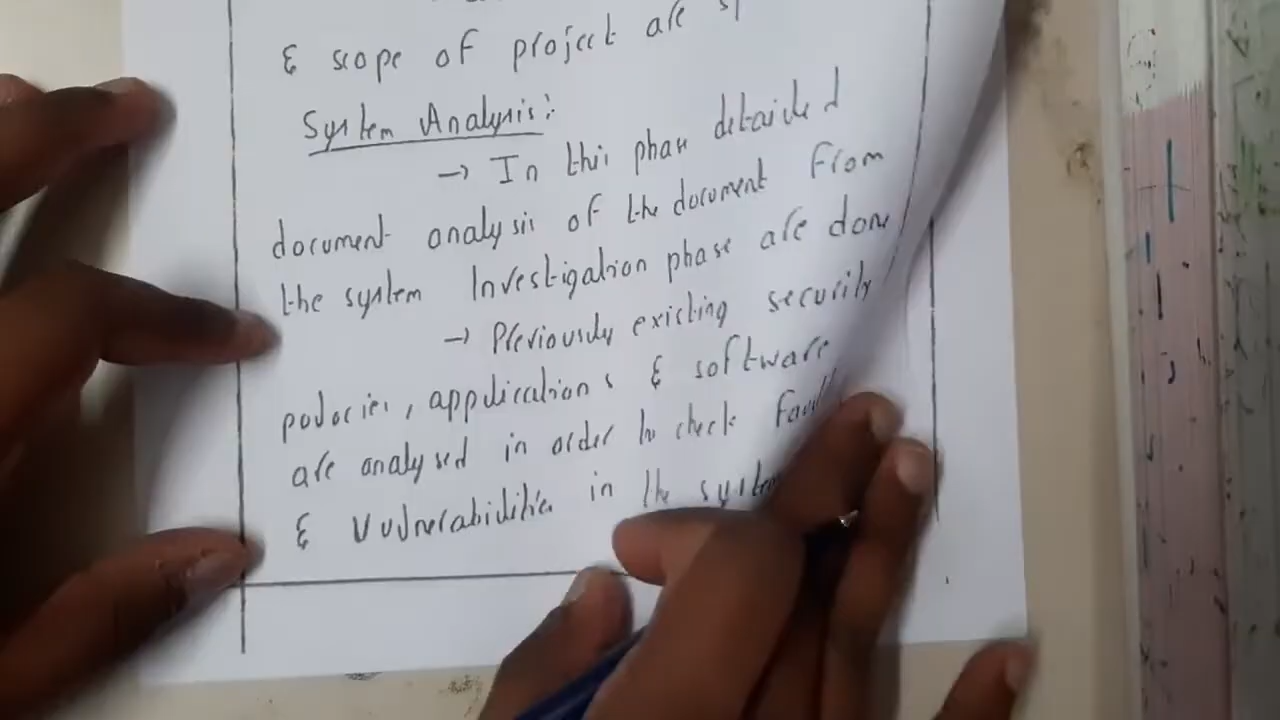 & scope of project are
System Analysis:
→ In this phase detailed
document analysis of the document from
the system Investigation phase are done
→ Previously existing security
policies, applications & software
are analysed in order to check
& vulnerabilities in the system